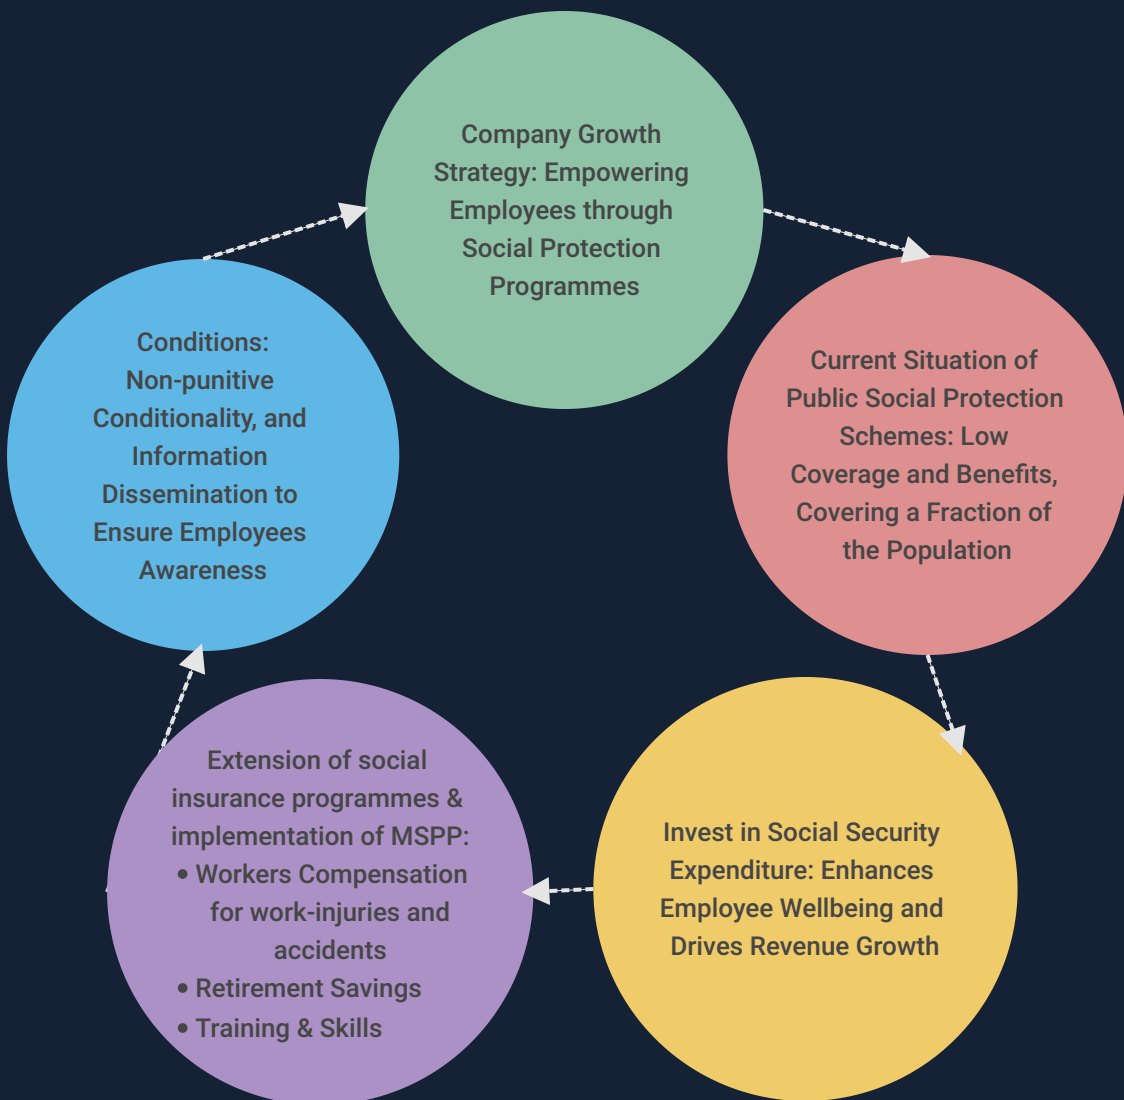 Company Growth
Strategy: Empowering
Employees through
Social Protection
Programmes
Current Situation of
Public Social Protection
Schemes: Low
Coverage and Benefits,
Covering a Fraction of
the Population
Invest in Social Security
Expenditure: Enhances
Employee Wellbeing and
Drives Revenue Growth
Extension of social
insurance programmes &
implementation of MSPP:
• Workers Compensation
for work-injuries and
accidents
• Retirement Savings
• Training & Skills
Conditions:
Non-punitive
Conditionality, and
Information
Dissemination to
Ensure Employees
Awareness